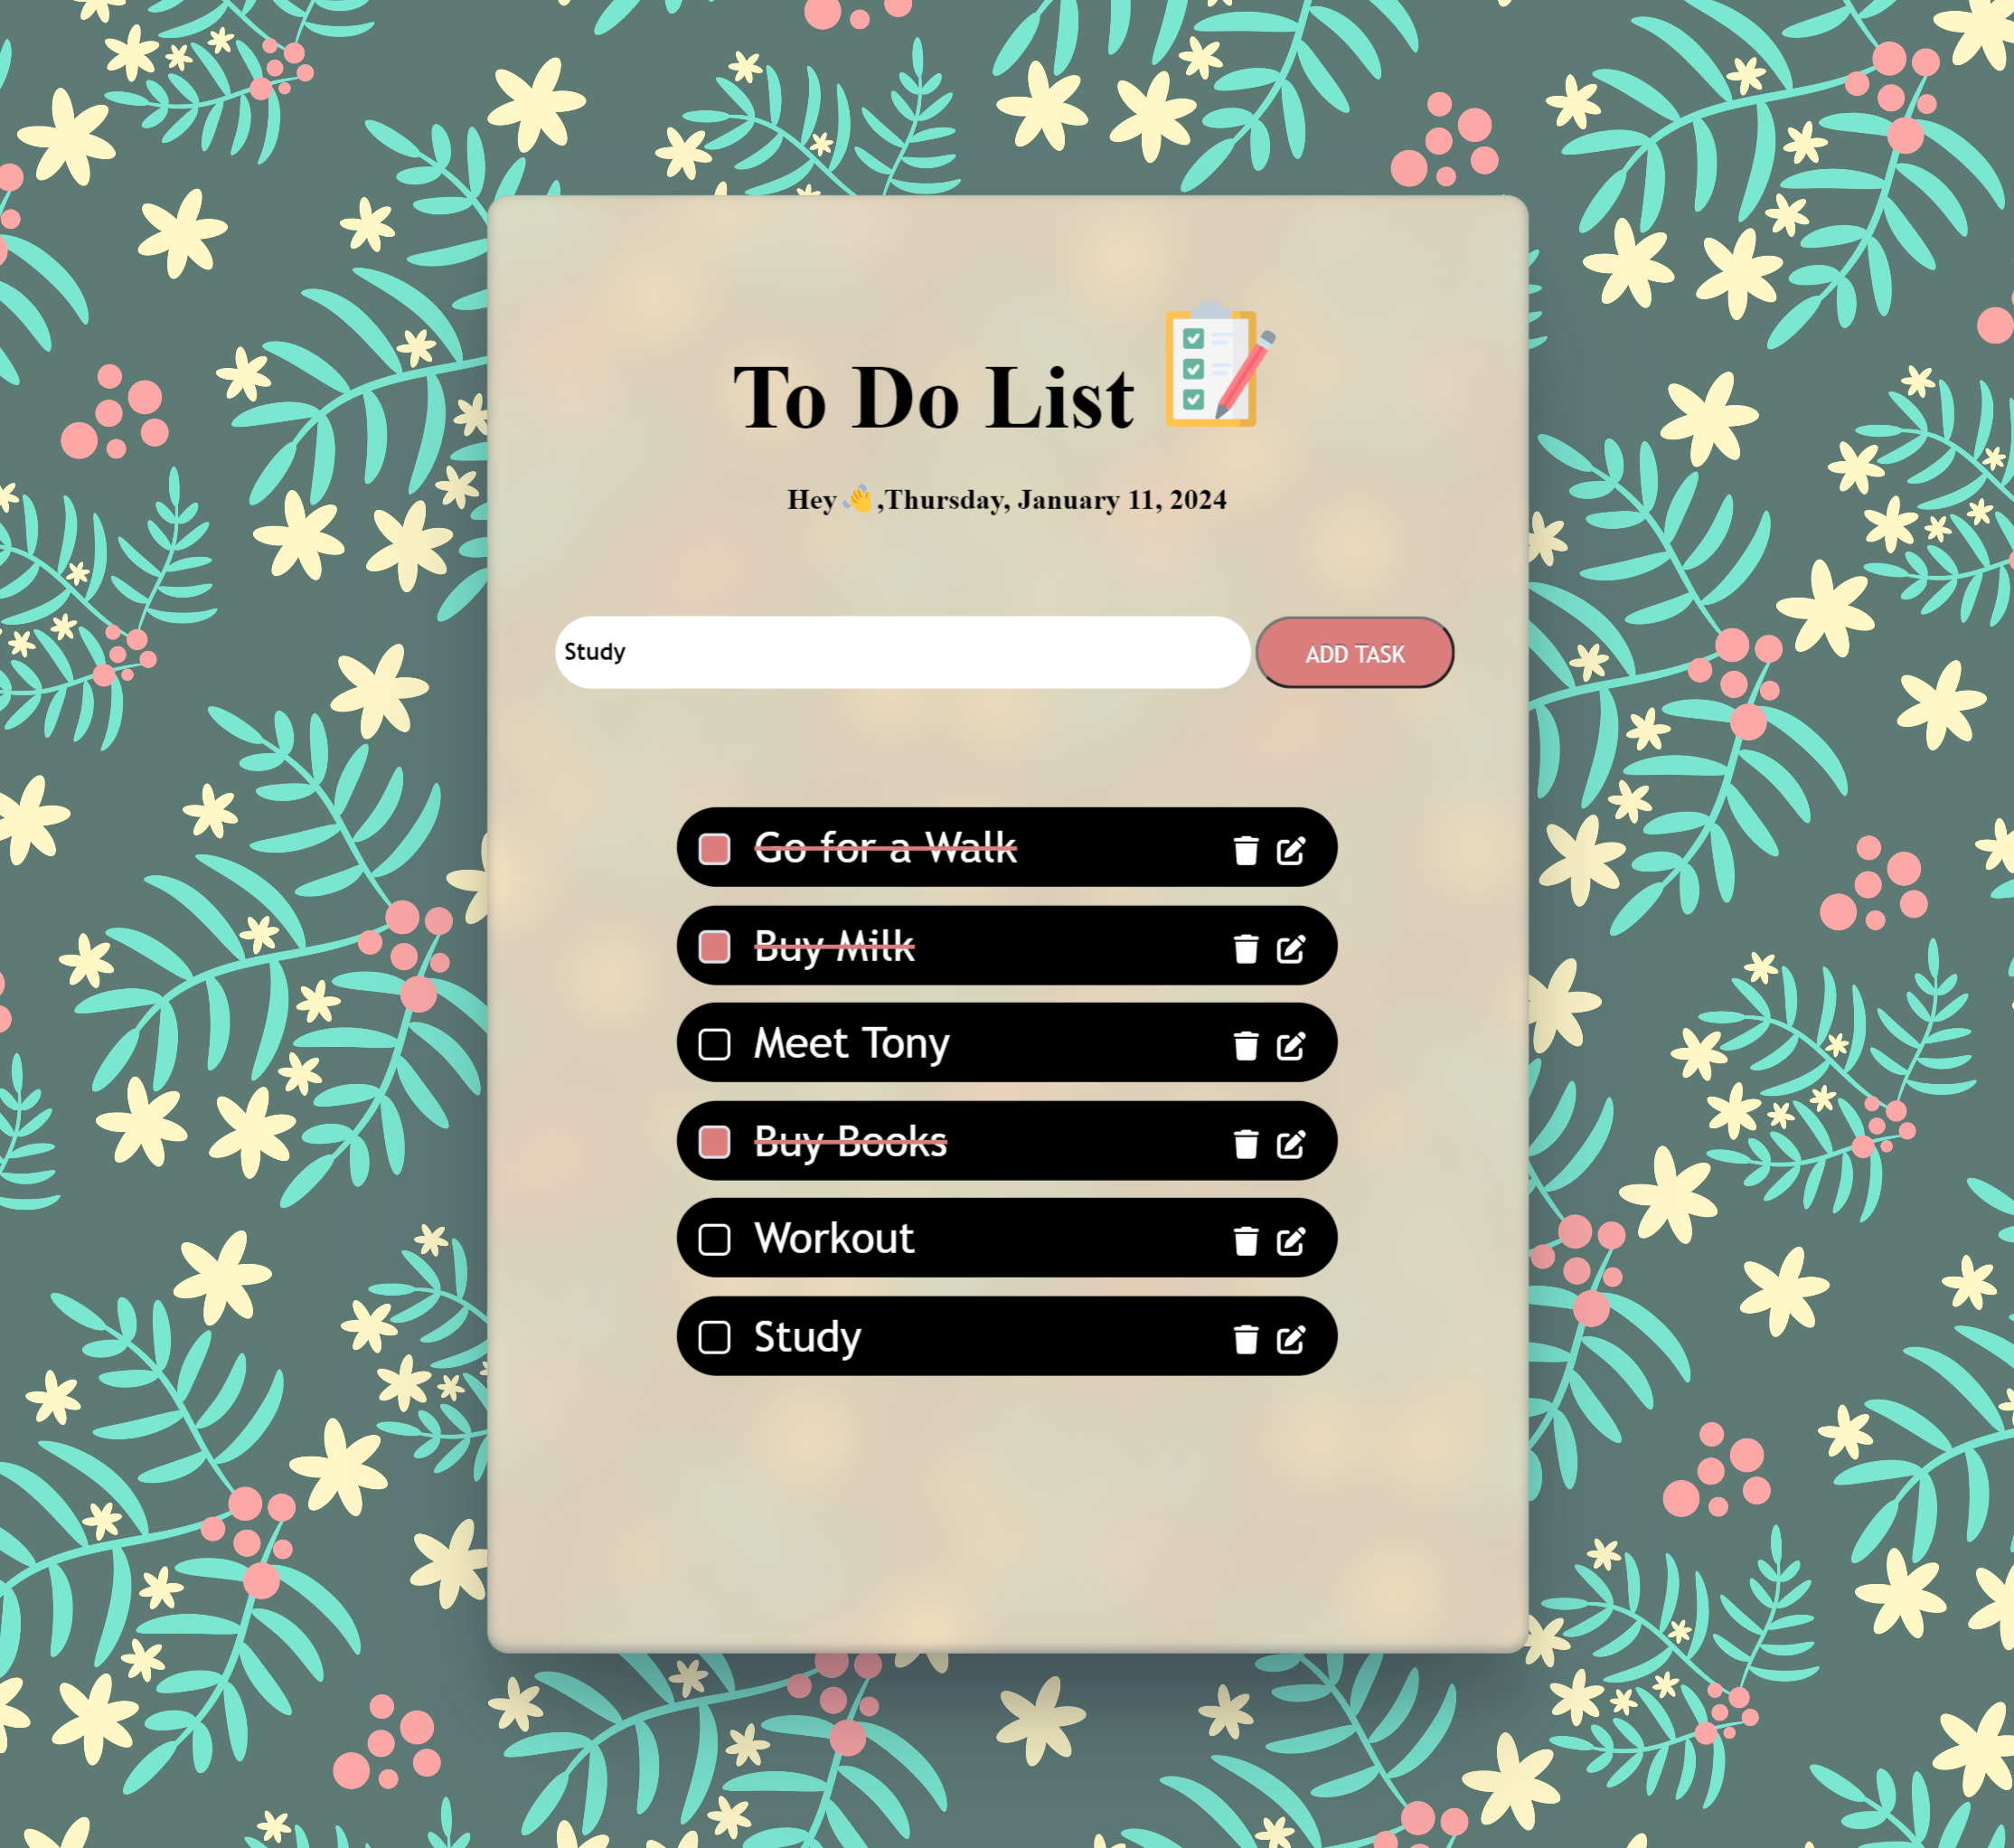 To Do List
Hey 👋,Thursday, January 11, 2024
Study
ADD TASK
Go for a Walk
Buy Milk
Meet Tony
Buy Books
Workout
Study